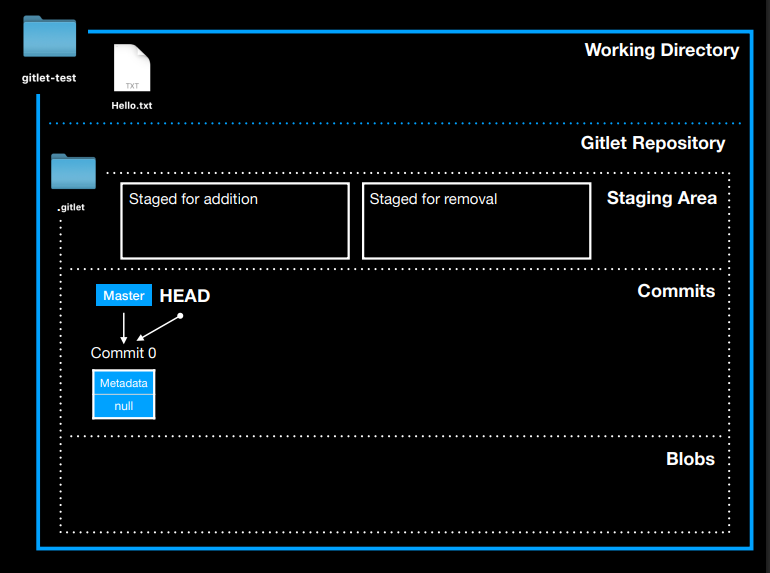 Working Directory
gitlet-test
TXT
Hello.txt
Gitlet Repository
.gitlet
Staged for addition
Staged for removal
Staging Area
Master
HEAD
Commits
Commit 0
Metadata
null
Blobs